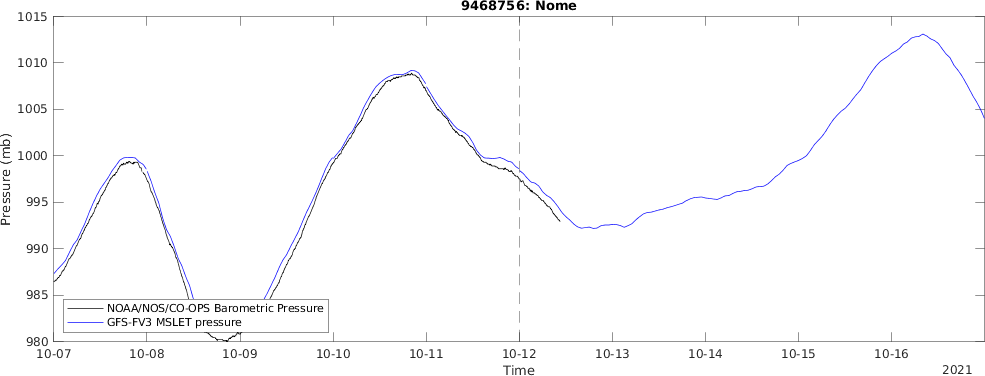 9468756: Nome
1015
1010
1005
1000
995
990
985
980
Pressure (mb)
NOAA/NOS/CO-OPS Barometric Pressure
GFS-FV3 MSLET pressure
10-07 10-08 10-09 10-10 10-11 10-12 10-13 10-14 10-15 10-16
Time
2021